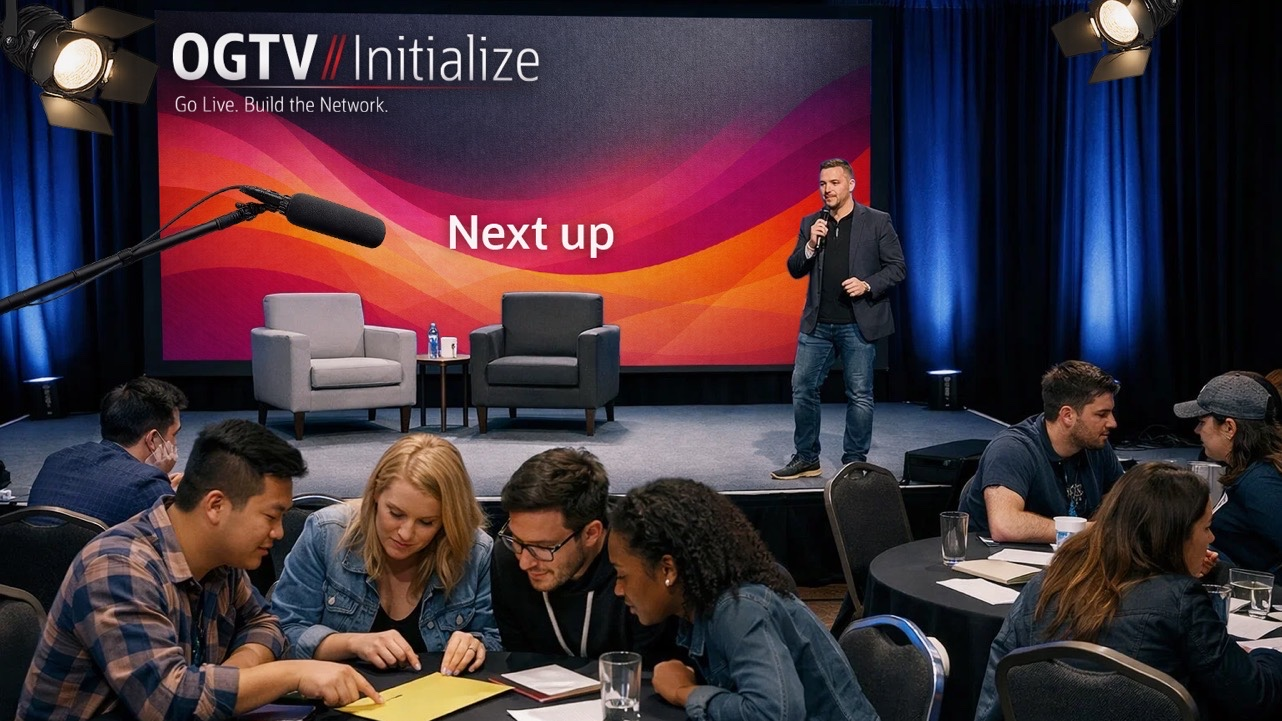 OGTV//Initialize
Go Live. Build the Network.
Next up